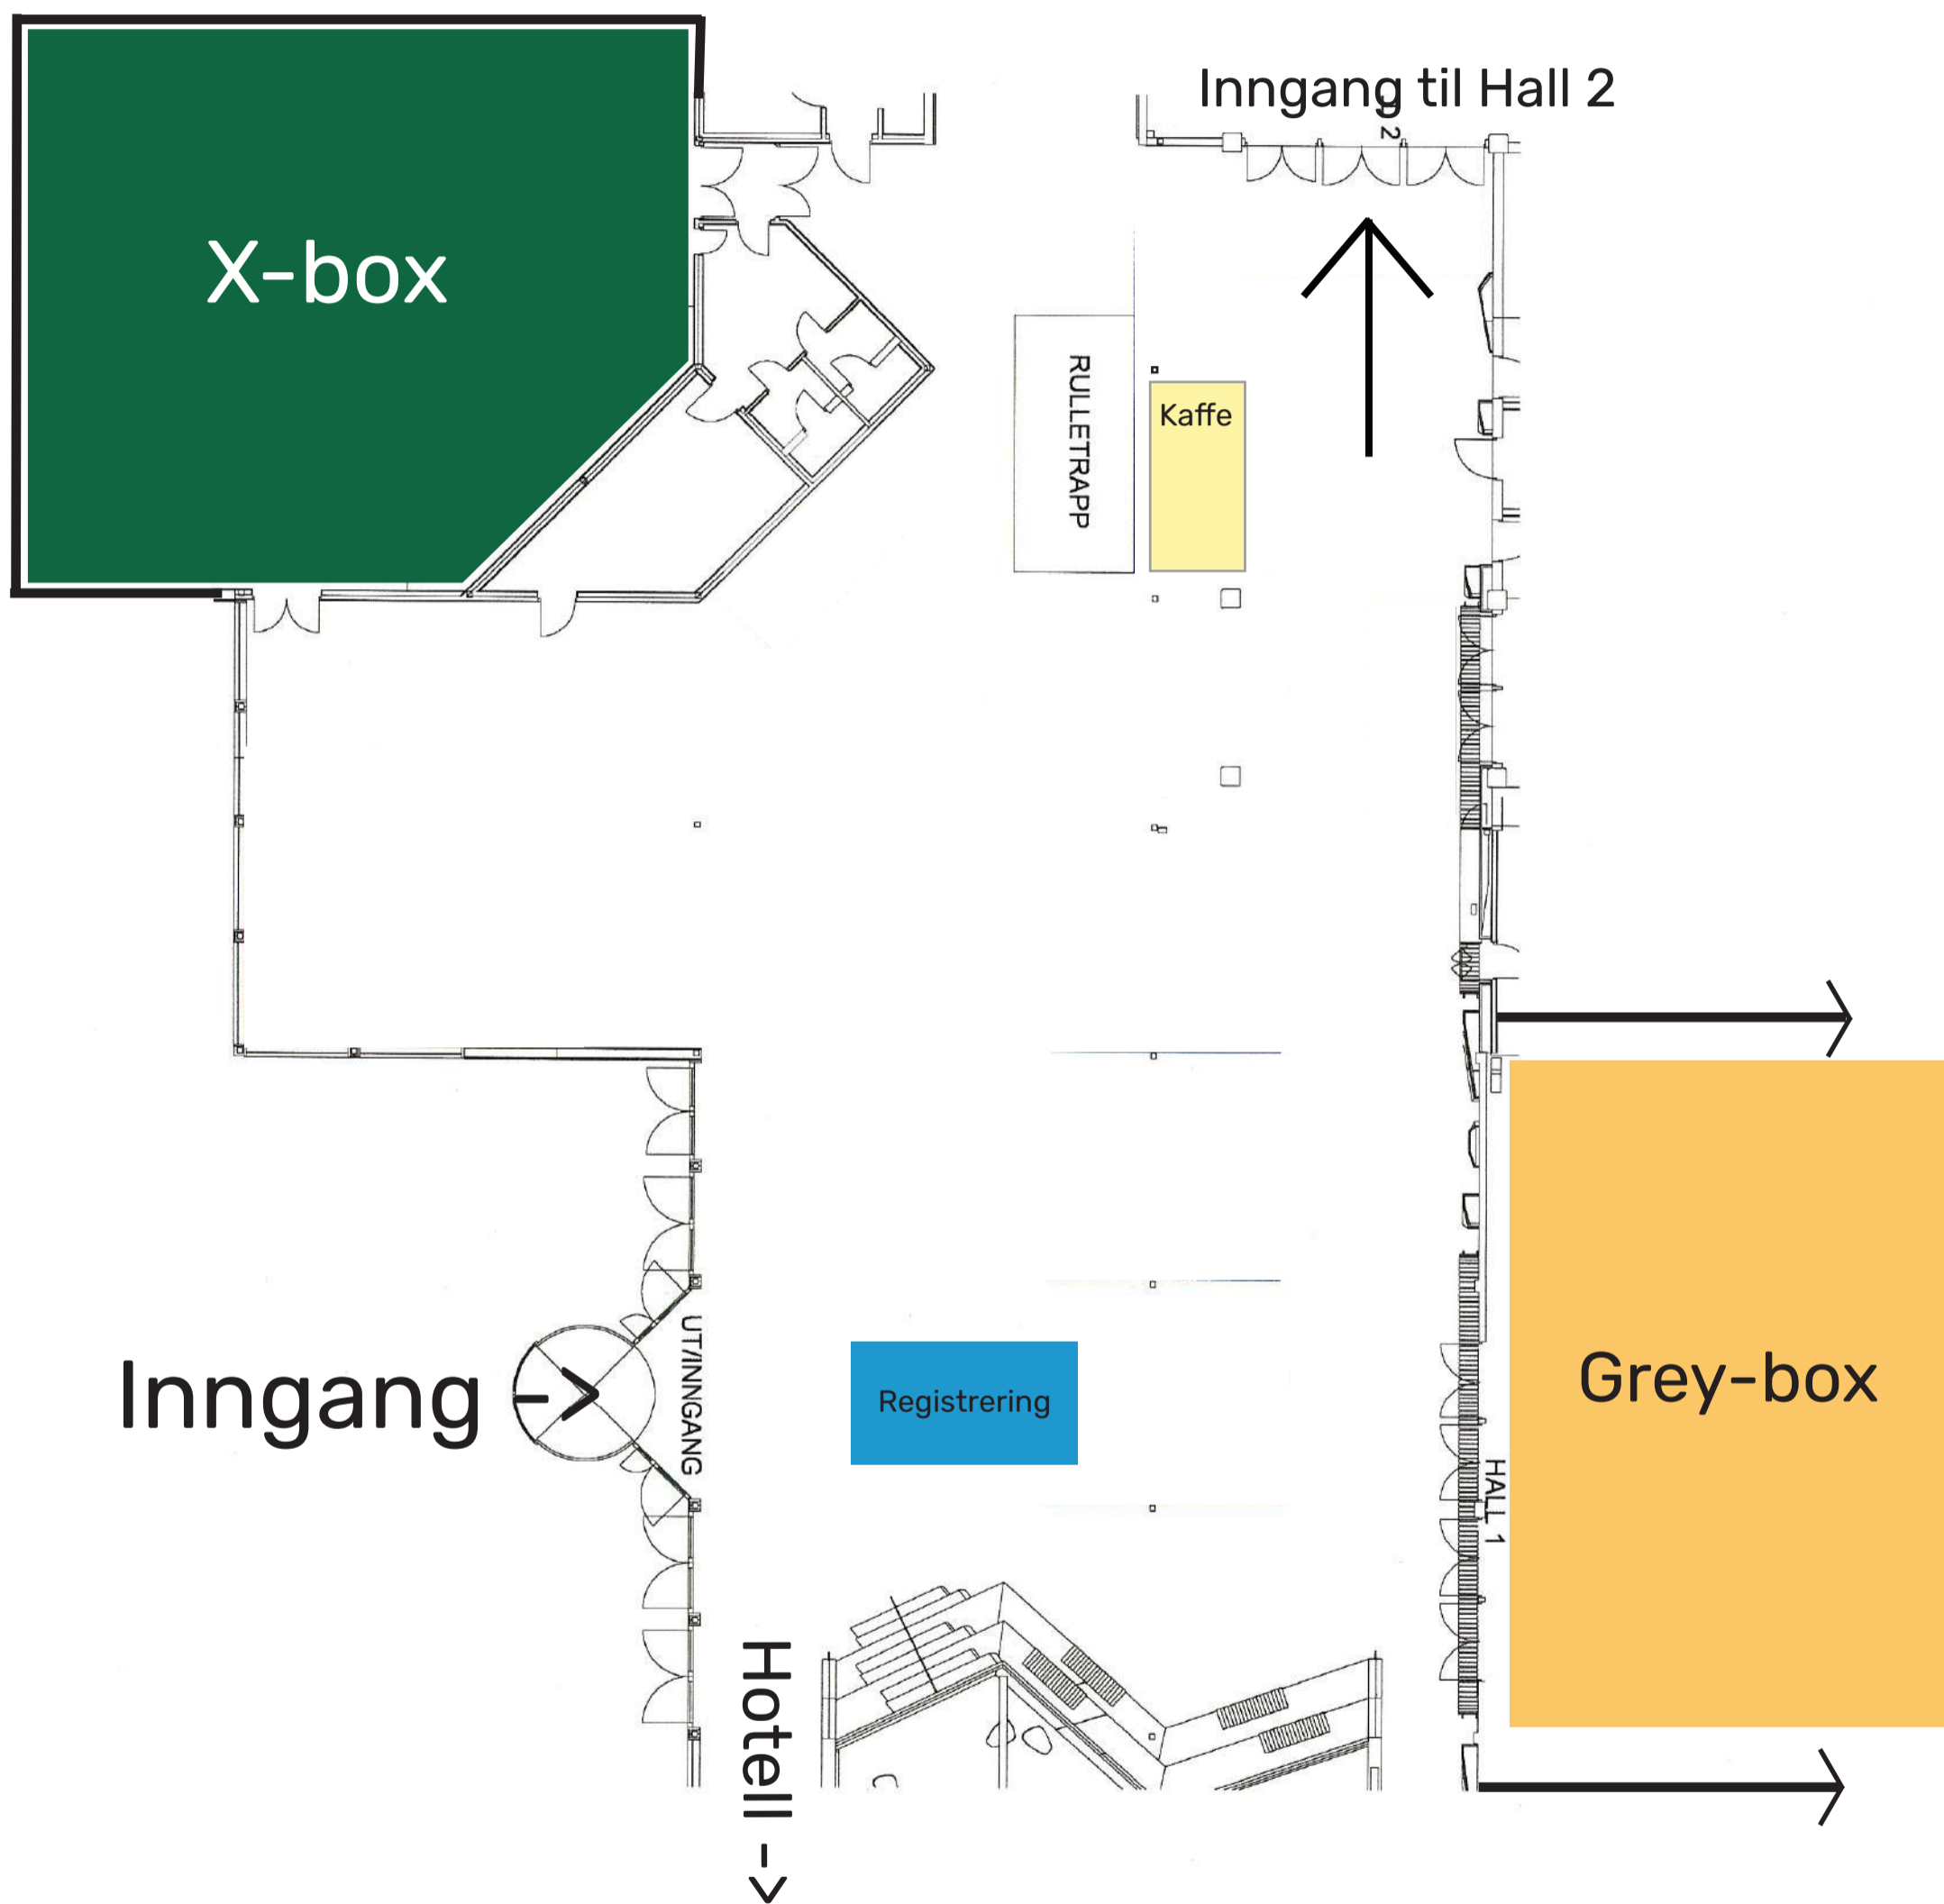 Inngang til Hall 2
2
X-box
RULLETRAPP
Kaffe
UT/INNGANG
Inngang ->
Registrering
Grey-box
HALL 1
Hotell ->